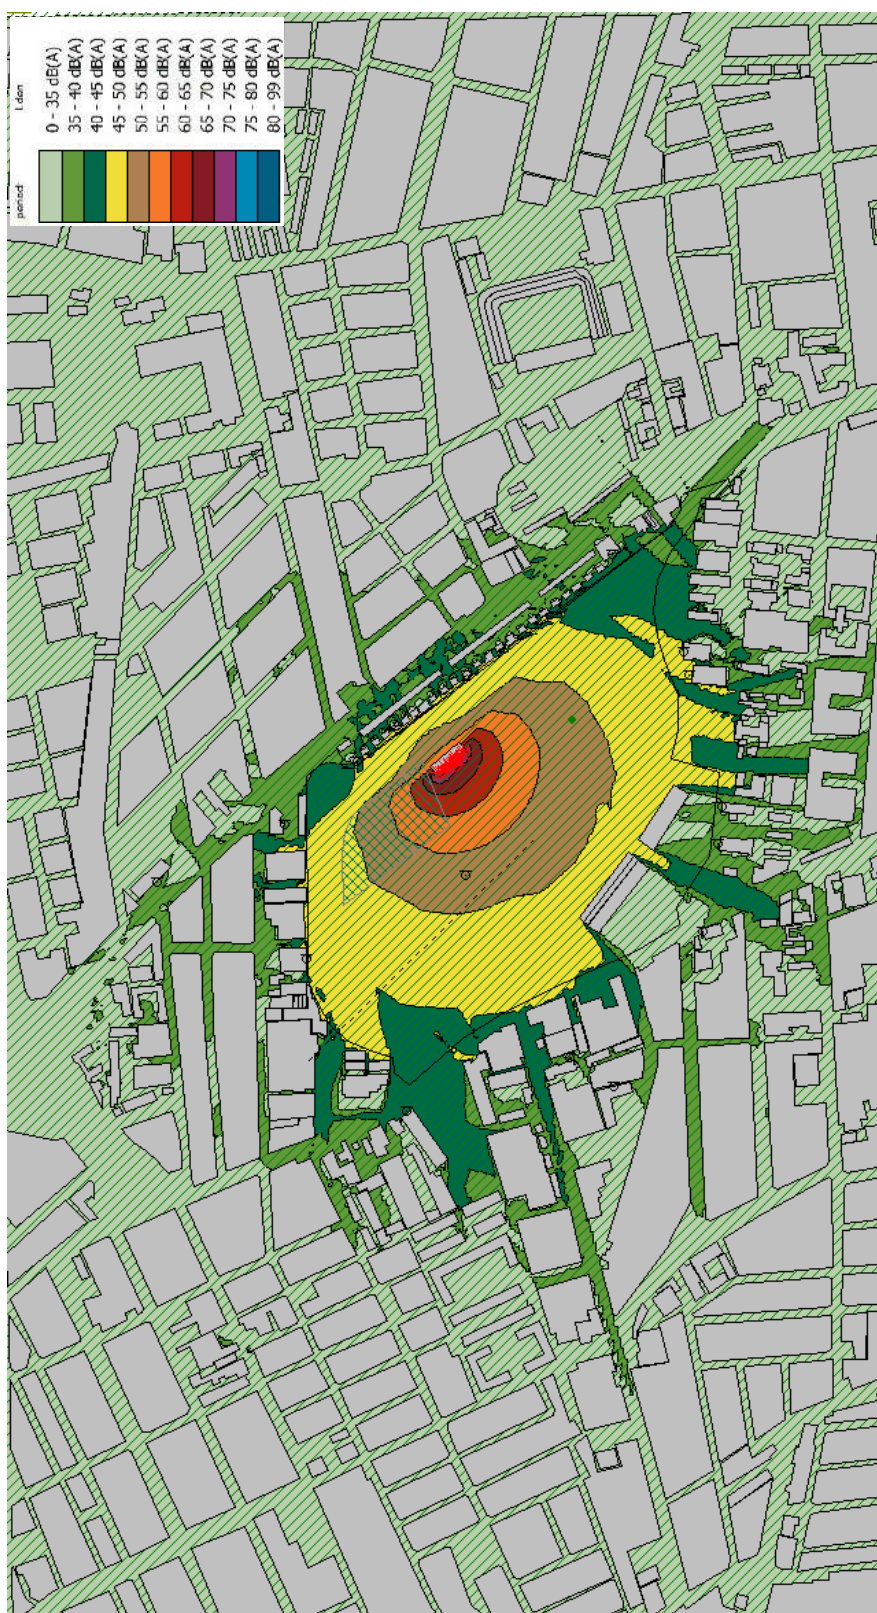 period:
Lden
0 - 35 dB(A)
35 - 40 dB(A)
40 - 45 dB(A)
45 - 50 dB(A)
50 - 55 dB(A)
55 - 60 dB(A)
60 - 65 dB(A)
65 - 70 dB(A)
70 - 75 dB(A)
75 - 80 dB(A)
80 - 99 dB(A)